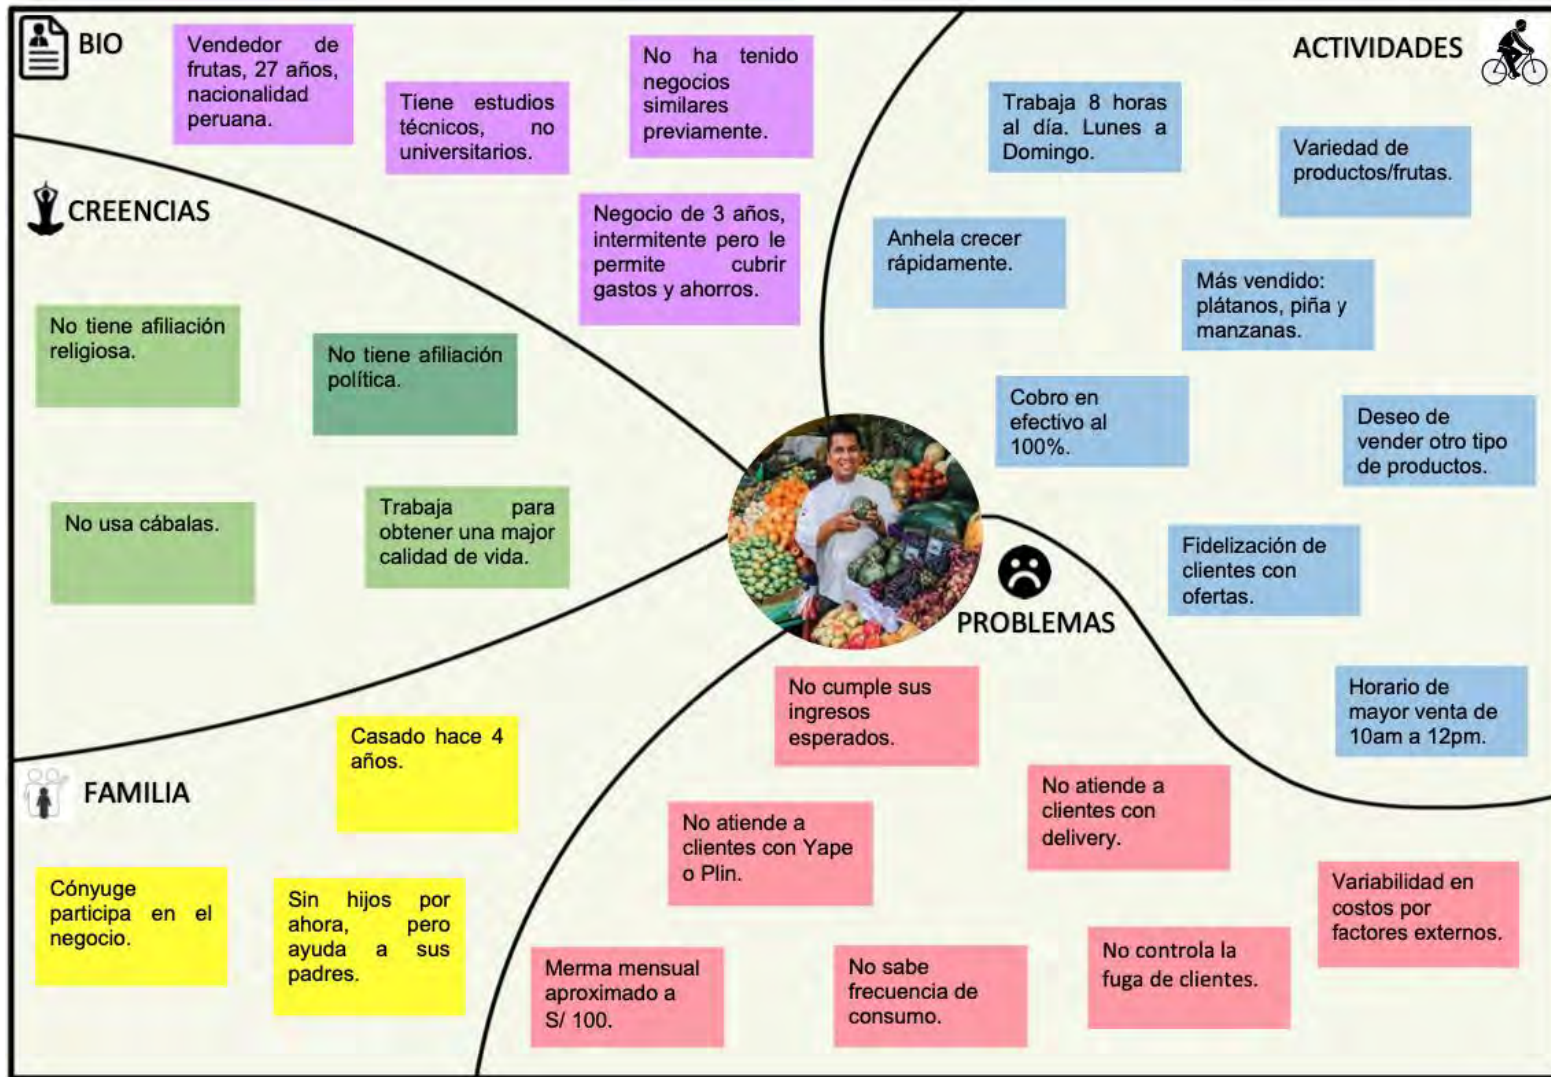 BIO
Vendedor de
frutas, 27 años,
nacionalidad
peruana.
Tiene estudios
técnicos, no
universitarios.
No ha tenido
negocios
similares
previamente.
Negocio de 3 años,
intermitente pero le
permite cubrir
gastos y ahorros.
CREENCIAS
No tiene afiliación
religiosa.
No tiene afiliación
política.
No usa cábalas.
Trabaja para
obtener una major
calidad de vida.
FAMILIA
Casado hace 4
años.
Cónyuge
participa en el
negocio.
Sin hijos por
ahora, pero
ayuda a sus
padres.
ACTIVIDADES
Trabaja 8 horas
al día. Lunes a
Domingo.
Variedad de
productos/frutas.
Anhela crecer
rápidamente.
Más vendido:
plátanos, piña y
manzanas.
Cobro en
efectivo al
100%.
Deseo de
vender otro tipo
de productos.
Fidelización de
clientes con
ofertas.
Horario de
mayor venta de
10am a 12pm.
PROBLEMAS
No cumple sus
ingresos
esperados.
No atiende a
clientes con Yape
o Plin.
No atiende a
clientes con
delivery.
Variabilidad en
costos por
factores externos.
Merma mensual
aproximado a
S/ 100.
No sabe
frecuencia de
consumo.
No controla la
fuga de clientes.